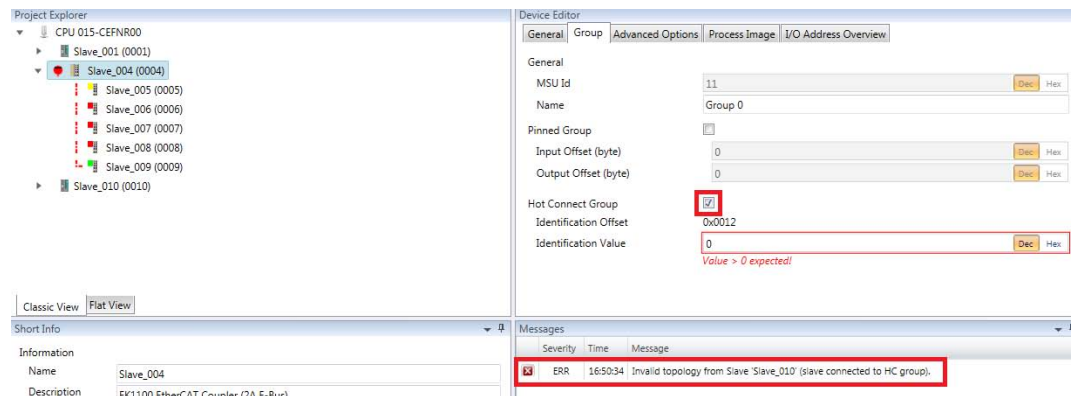 Project Explorer
CPU 015-CEFNR00
Slave_001 (0001)
Slave_004 (0004)
Slave_005 (0005)
Slave_006 (0006)
Slave_007 (0007)
Slave_008 (0008)
Slave_009 (0009)
Slave_010 (0010)
Classic View Flat View
Device Editor
General Group Advanced Options Process Image I/O Address Overview
General
MSU Id 11 Dec Hex
Name Group 0
Pinned Group
Input Offset (byte) 0 Dec Hex
Output Offset (byte) 0 Dec Hex
Hot Connect Group
Identification Offset 0x0012
Identification Value 0 Dec Hex
Value > 0 expected!
Short Info
Information
Name Slave_004
Description EK1100 EtherCAT Coupler (2A E-Bus)
Messages
Severity Time Message
ERR 16:50:34 Invalid topology from Slave 'Slave_010' (slave connected to HC group).